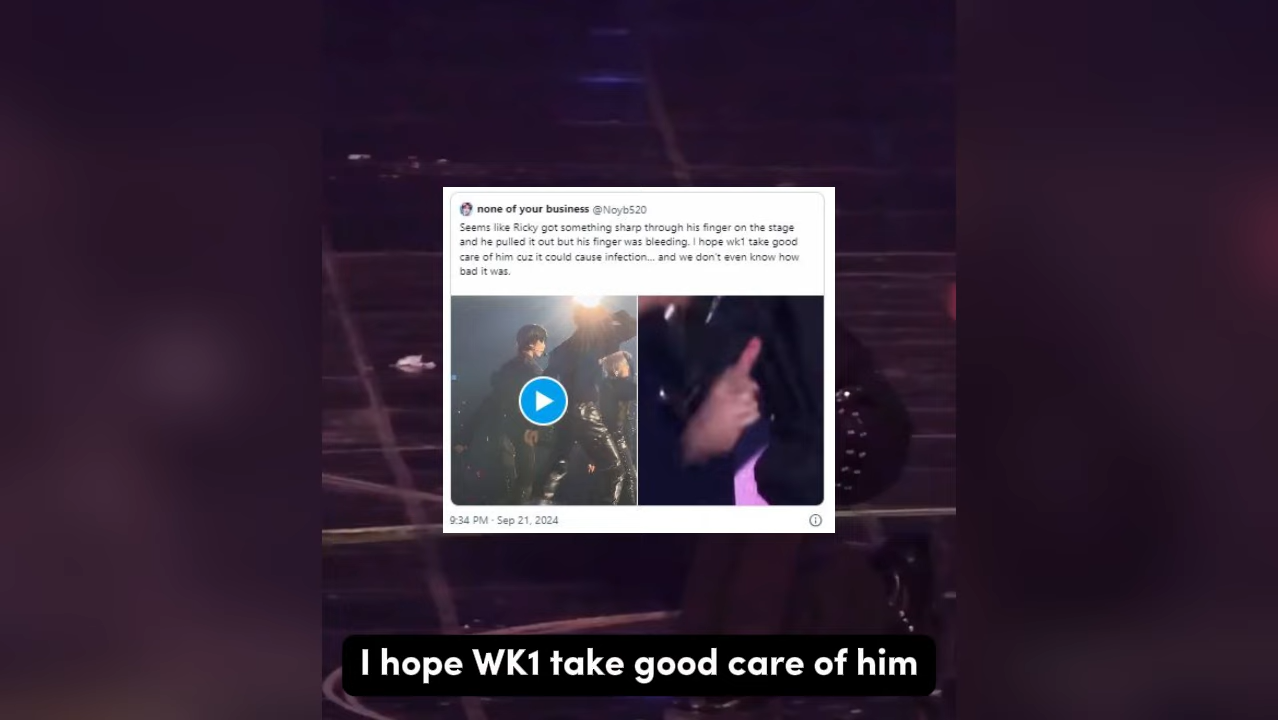 none of your business @Noyb520
Seems like Ricky got something sharp through his finger on the stage
and he pulled it out but his finger was bleeding. I hope wk1 take good
care of him cuz it could cause infection... and we don't even know how
bad it was.
9:34 PM · Sep 21, 2024
I hope WK1 take good care of him